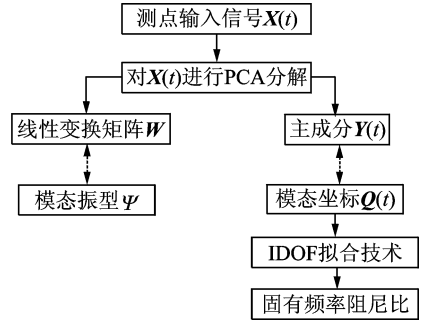 测点输入信号X(t)
对X(t)进行PCA分解
线性变换矩阵W
主成分Y(t)
模态振型Ψ
模态坐标Q(t)
IDOF拟合技术
固有频率阻尼比